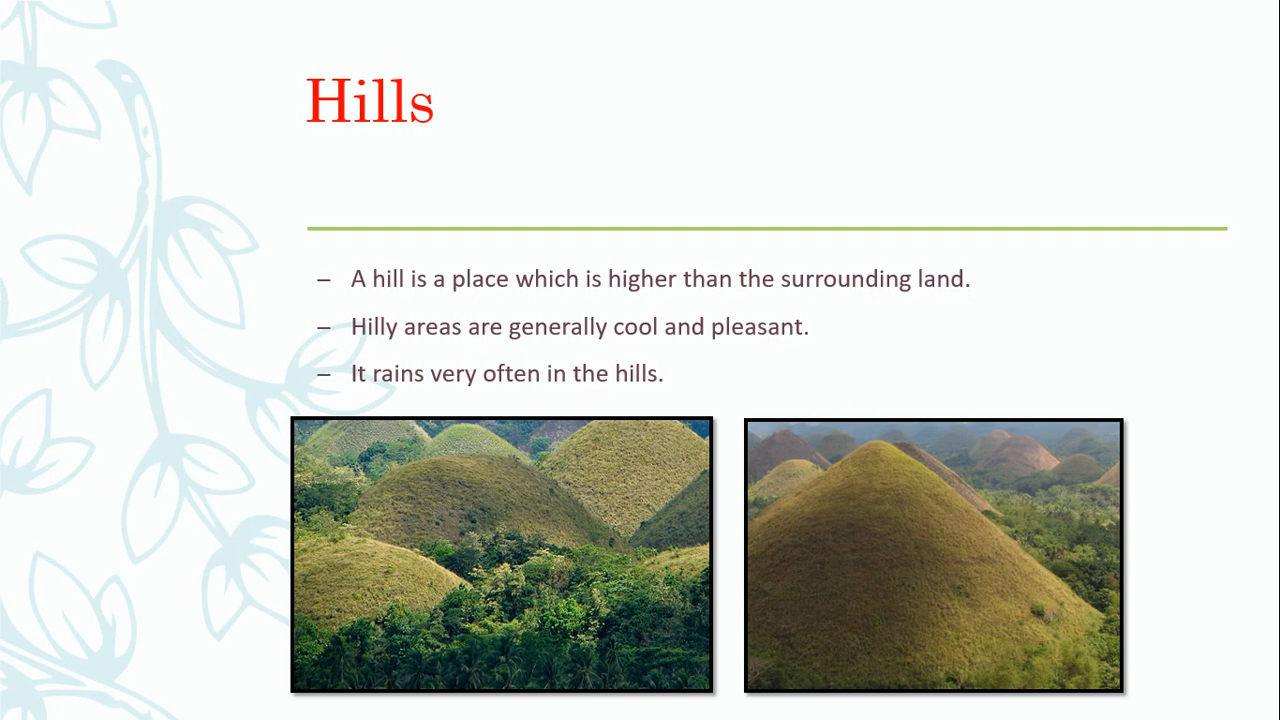 Hills
– A hill is a place which is higher than the surrounding land.
– Hilly areas are generally cool and pleasant.
– It rains very often in the hills.